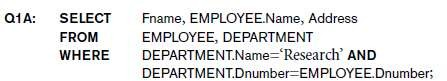 Q1A: SELECT Fname, EMPLOYEE.Name, Address
FROM EMPLOYEE, DEPARTMENT
WHERE DEPARTMENT.Name=‘Research’ AND
DEPARTMENT.Dnumber=EMPLOYEE.Dnumber;